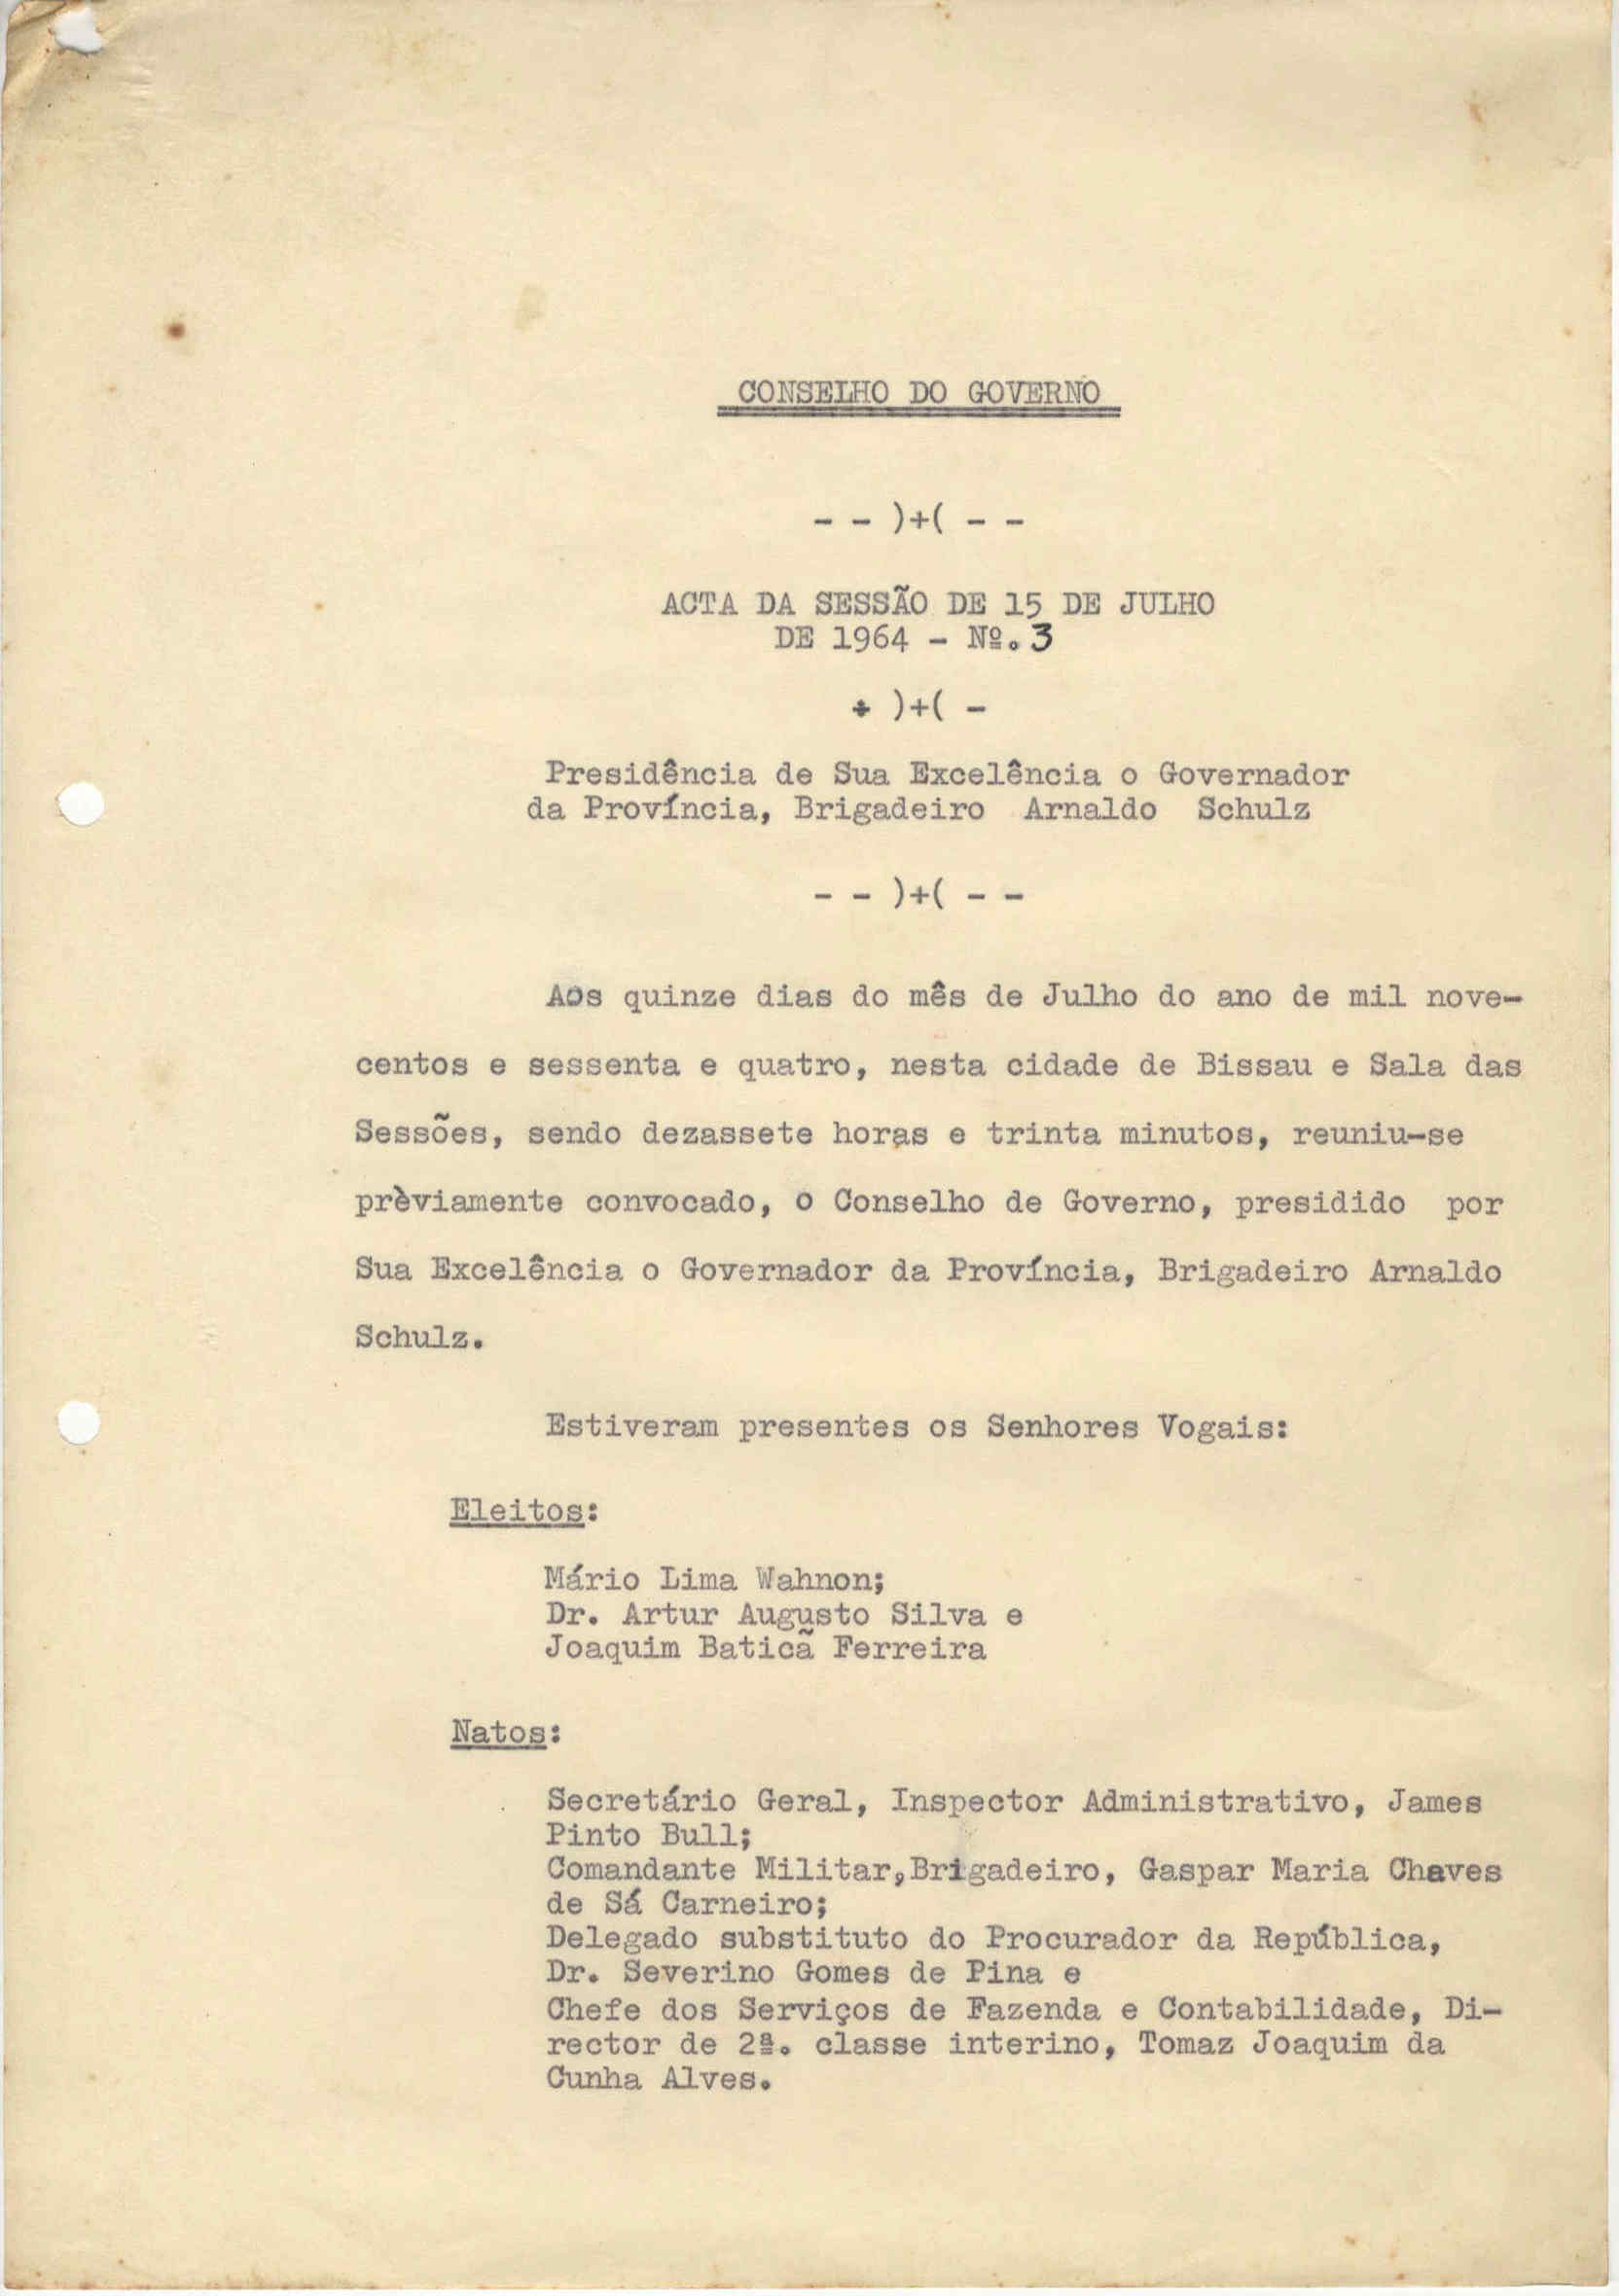 CONSELHO DO GOVERNO
- - )+( - -
ACTA DA SESSÃO DE 15 DE JULHO
DE 1964 - Nº.3
+ )+( -
Presidência de Sua Excelência o Governador
da Província, Brigadeiro Arnaldo Schulz
- - )+( - -
Aos quinze dias do mês de Julho do ano de mil nove-
centos e sessenta e quatro, nesta cidade de Bissau e Sala das
Sessões, sendo dezassete horas e trinta minutos, reuniu-se
prèviamente convocado, o Conselho de Governo, presidido por
Sua Excelência o Governador da Província, Brigadeiro Arnaldo
Schulz.
Estiveram presentes os Senhores Vogais:
Eleitos:
Mário Lima Wahnon;
Dr. Artur Augusto Silva e
Joaquim Baticã Ferreira
Natos:
Secretário Geral, Inspector Administrativo, James
Pinto Bull;
Comandante Militar,Brigadeiro, Gaspar Maria Chaves
de Sá Carneiro;
Delegado substituto do Procurador da República,
Dr. Severino Gomes de Pina e
Chefe dos Serviços de Fazenda e Contabilidade, Di-
rector de 2ª. classe interino, Tomaz Joaquim da
Cunha Alves.